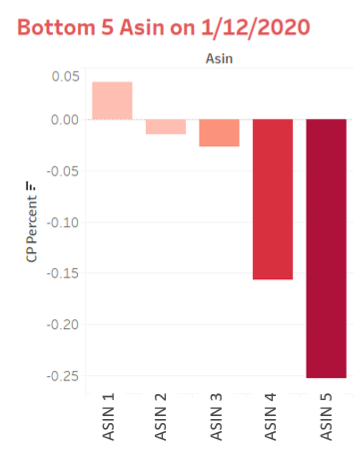 Bottom 5 Asin on 1/12/2020
Asin
0.05
0.00
-0.05
-0.10
-0.15
-0.20
-0.25
CP Percent
ASIN 1
ASIN 2
ASIN 3
ASIN 4
ASIN 5